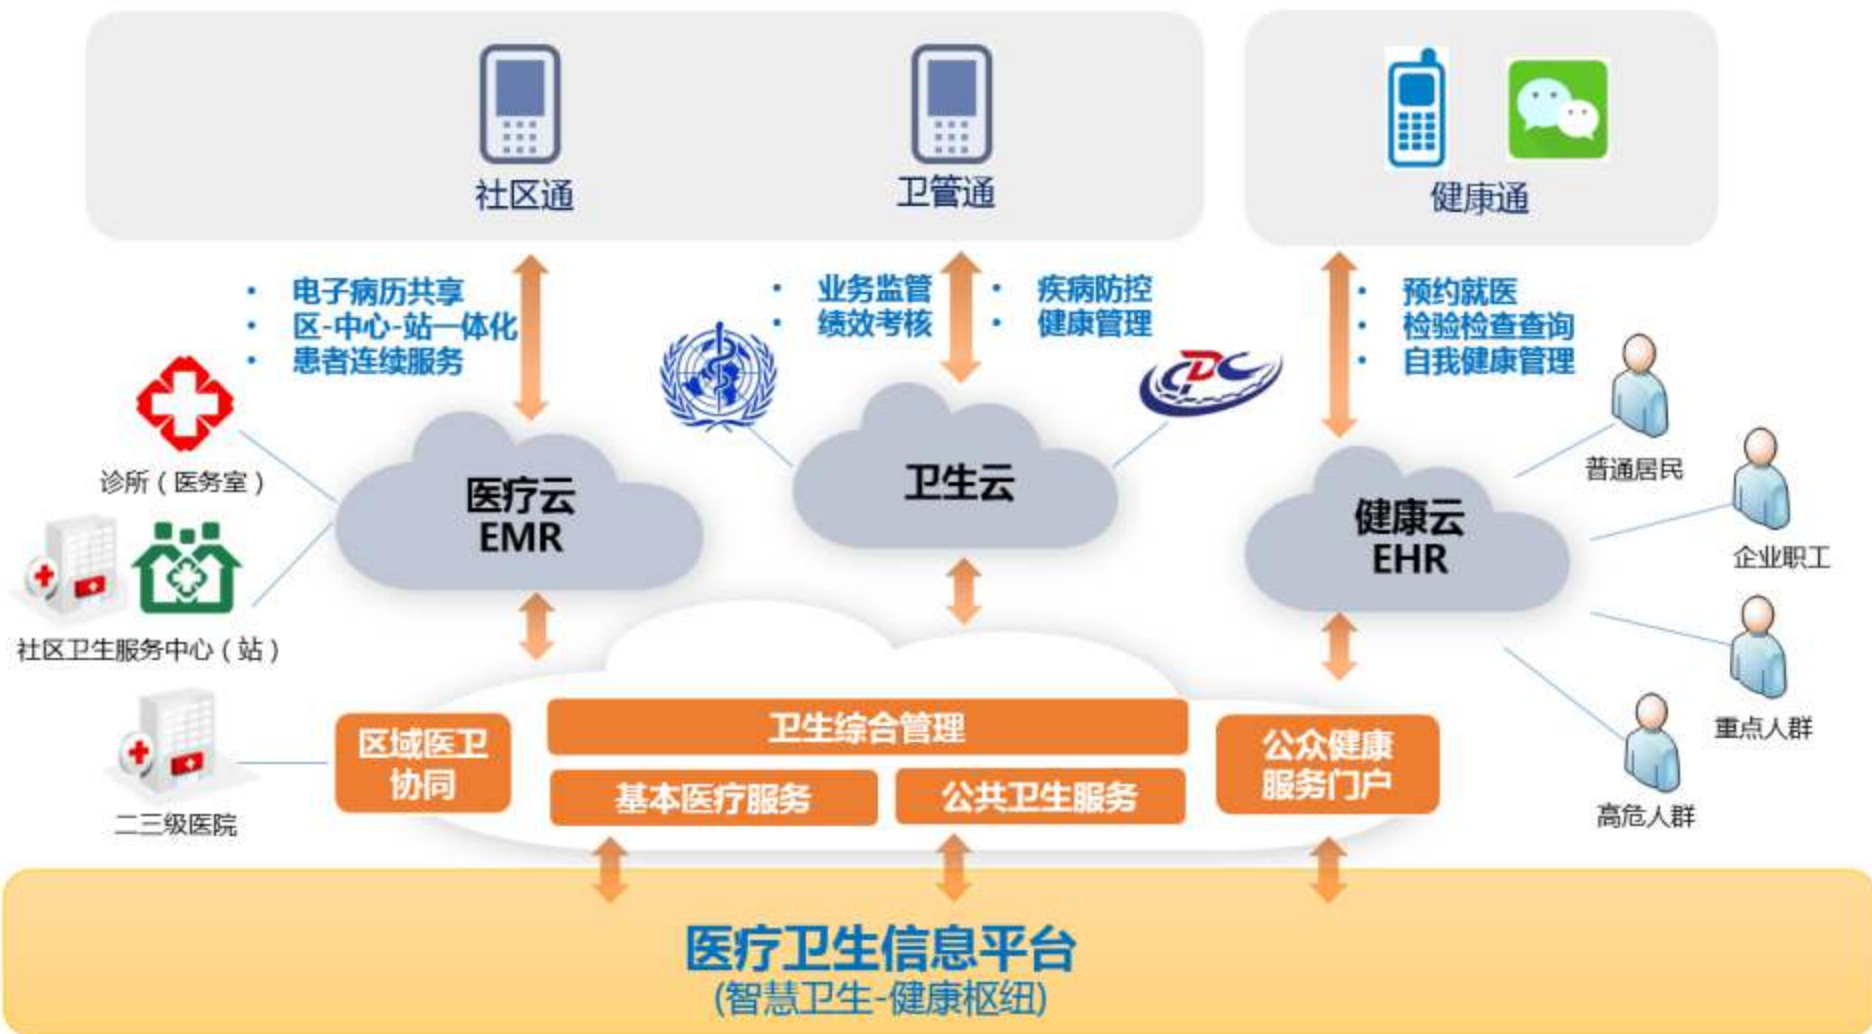 社区通
卫管通
健康通
• 电子病历共享
• 区-中心-站一体化
• 患者连续服务
• 业务监管
• 绩效考核
• 疾病防控
• 健康管理
• 预约就医
• 检验检查查询
• 自我健康管理
诊所（医务室）
社区卫生服务中心（站）
二三级医院
医疗云
EMR
卫生云
CDC
健康云
EHR
普通居民
企业职工
重点人群
高危人群
区域医卫
协同
卫生综合管理
基本医疗服务
公共卫生服务
公众健康
服务门户
医疗卫生信息平台
(智慧卫生-健康枢纽)